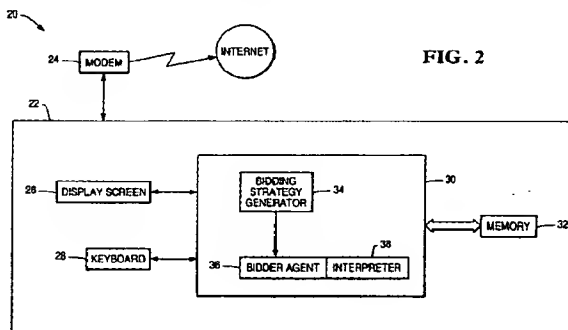 20
24
MODEM
INTERNET
FIG. 2
22
26
DISPLAY SCREEN
BIDDING
STRATEGY
GENERATOR
34
30
MEMORY
32
28
KEYBOARD
38
36
BIDDER AGENT
INTERPRETER